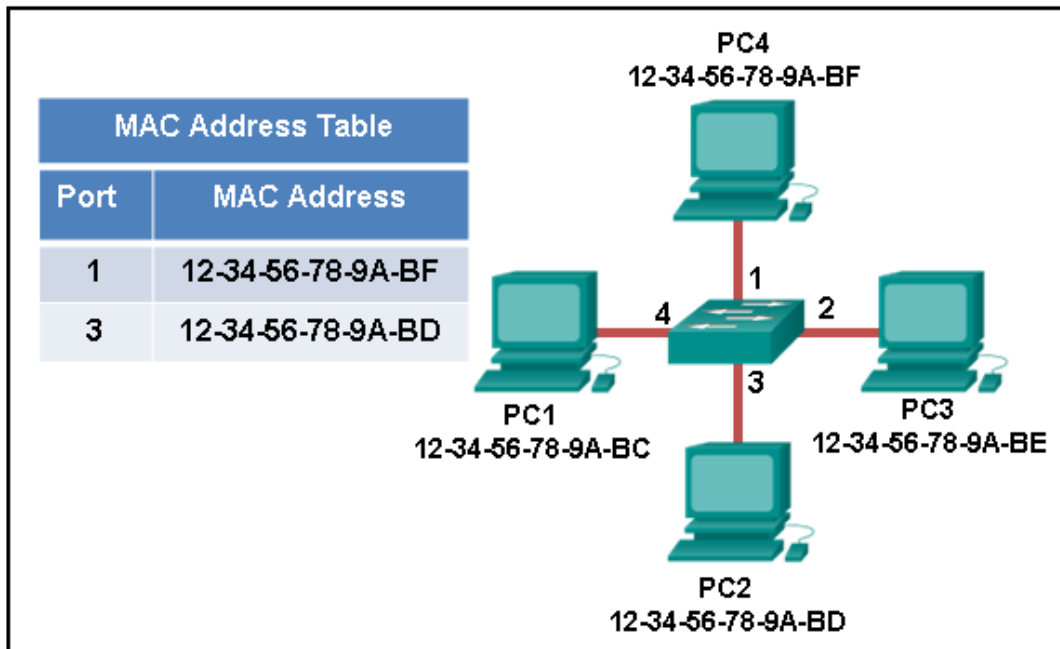 MAC Address Table
Port MAC Address
1 12-34-56-78-9A-BF
3 12-34-56-78-9A-BD
PC4
12-34-56-78-9A-BF
1
4
2
3
PC1
12-34-56-78-9A-BC
PC3
12-34-56-78-9A-BE
PC2
12-34-56-78-9A-BD